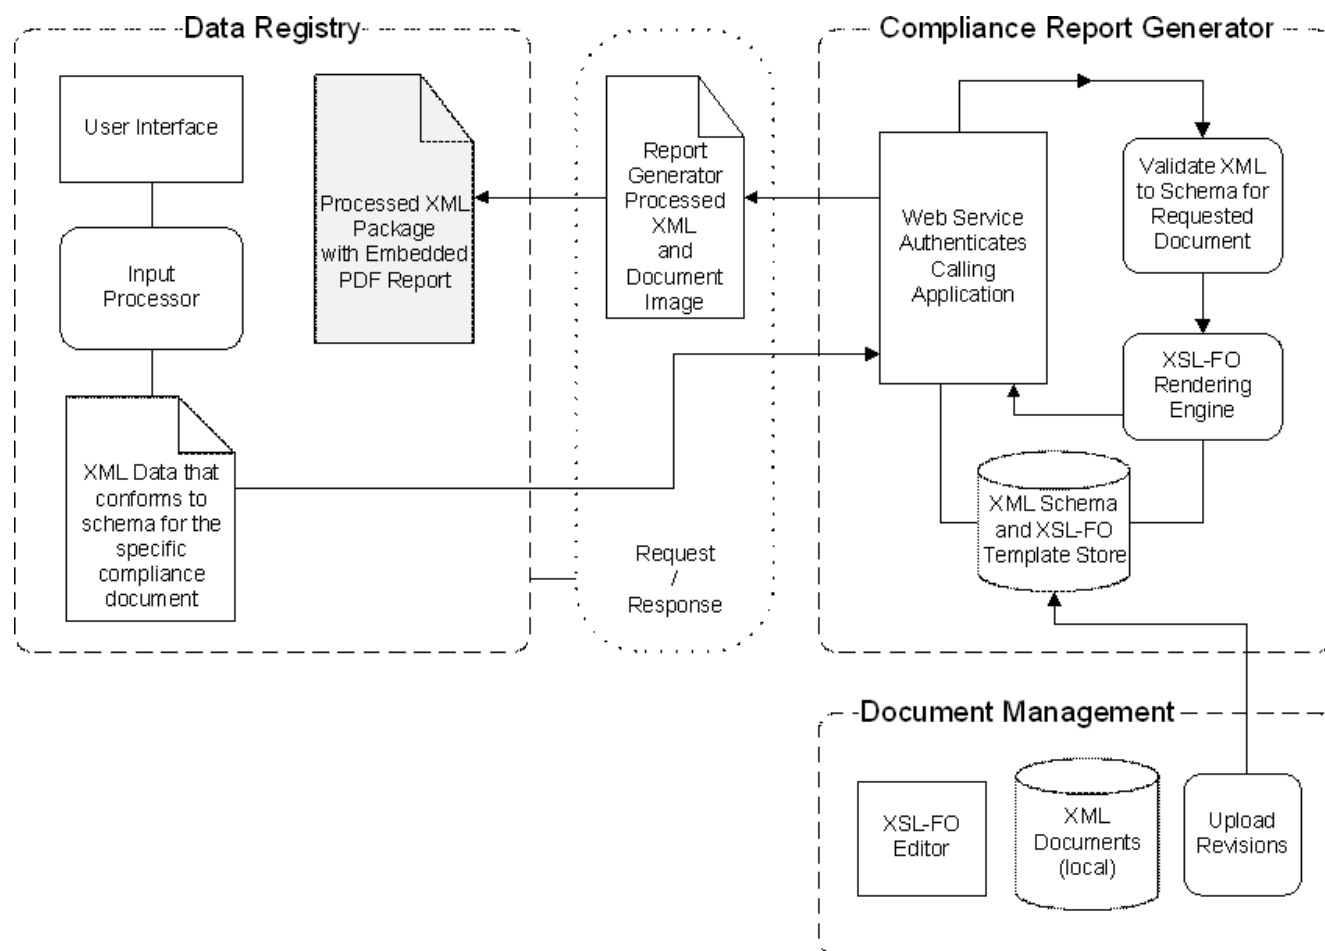 Data Registry
User Interface
Input
Processor
XML Data that
conforms to
schema for the
specific
compliance
document
Processed XML
Package
with Embedded
PDF Report
Report
Generator
Processed
XML
and
Document
Image
Request
/
Response
Compliance Report Generator
Web Service
Authenticates
Calling
Application
Validate XML
to Schema for
Requested
Document
XSL-FO
Rendering
Engine
XML Schema
and XSL-FO
Template Store
Document Management
XSL-FO
Editor
XML
Documents
(local)
Upload
Revisions